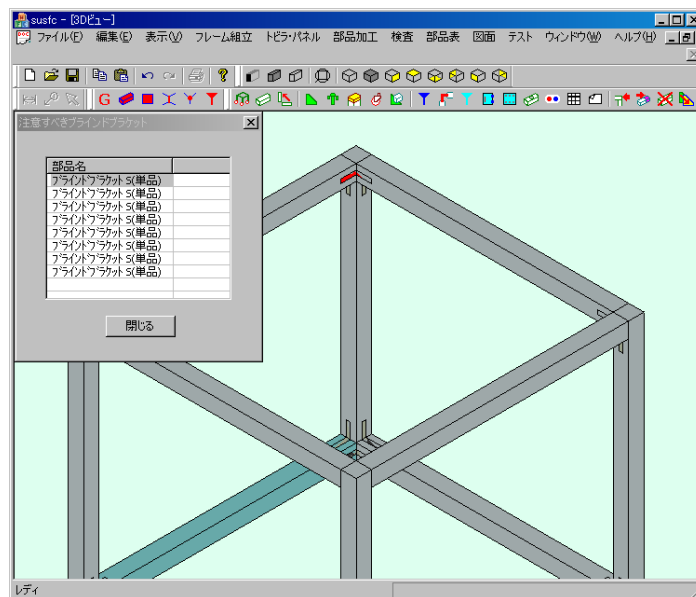 susfc - [3Dビュー]
ファイル(F) 編集(E) 表示(V) フレーム組立 トビラ・パネル 部品加工 検査 部品表 図面 テスト ウィンドウ(W) ヘルプ(H)
G
注意すべきブラインドブラケット
部品名
ブラインドブラケット S(単品)
ブラインドブラケット S(単品)
ブラインドブラケット S(単品)
ブラインドブラケット S(単品)
ブラインドブラケット S(単品)
ブラインドブラケット S(単品)
ブラインドブラケット S(単品)
ブラインドブラケット S(単品)
閉じる
レディ